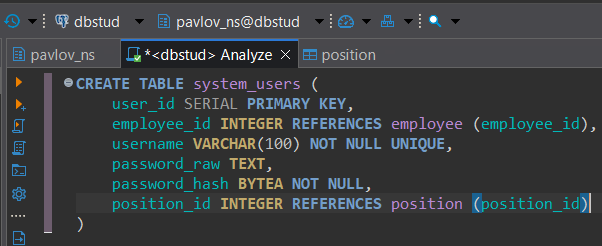 dbstud
pavlov_ns@dbstud
pavlov_ns
*<dbstud> Analyze
position
CREATE TABLE system_users (
user_id SERIAL PRIMARY KEY,
employee_id INTEGER REFERENCES employee (employee_id),
username VARCHAR(100) NOT NULL UNIQUE,
password_raw TEXT,
password_hash BYTEA NOT NULL,
position_id INTEGER REFERENCES position (position_id)
)